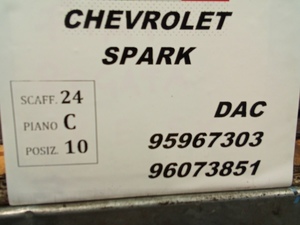 CHEVROLET
SPARK
SCAFF. 24
PIANO C
POSIZ. 10
DAC
95967303
96073851